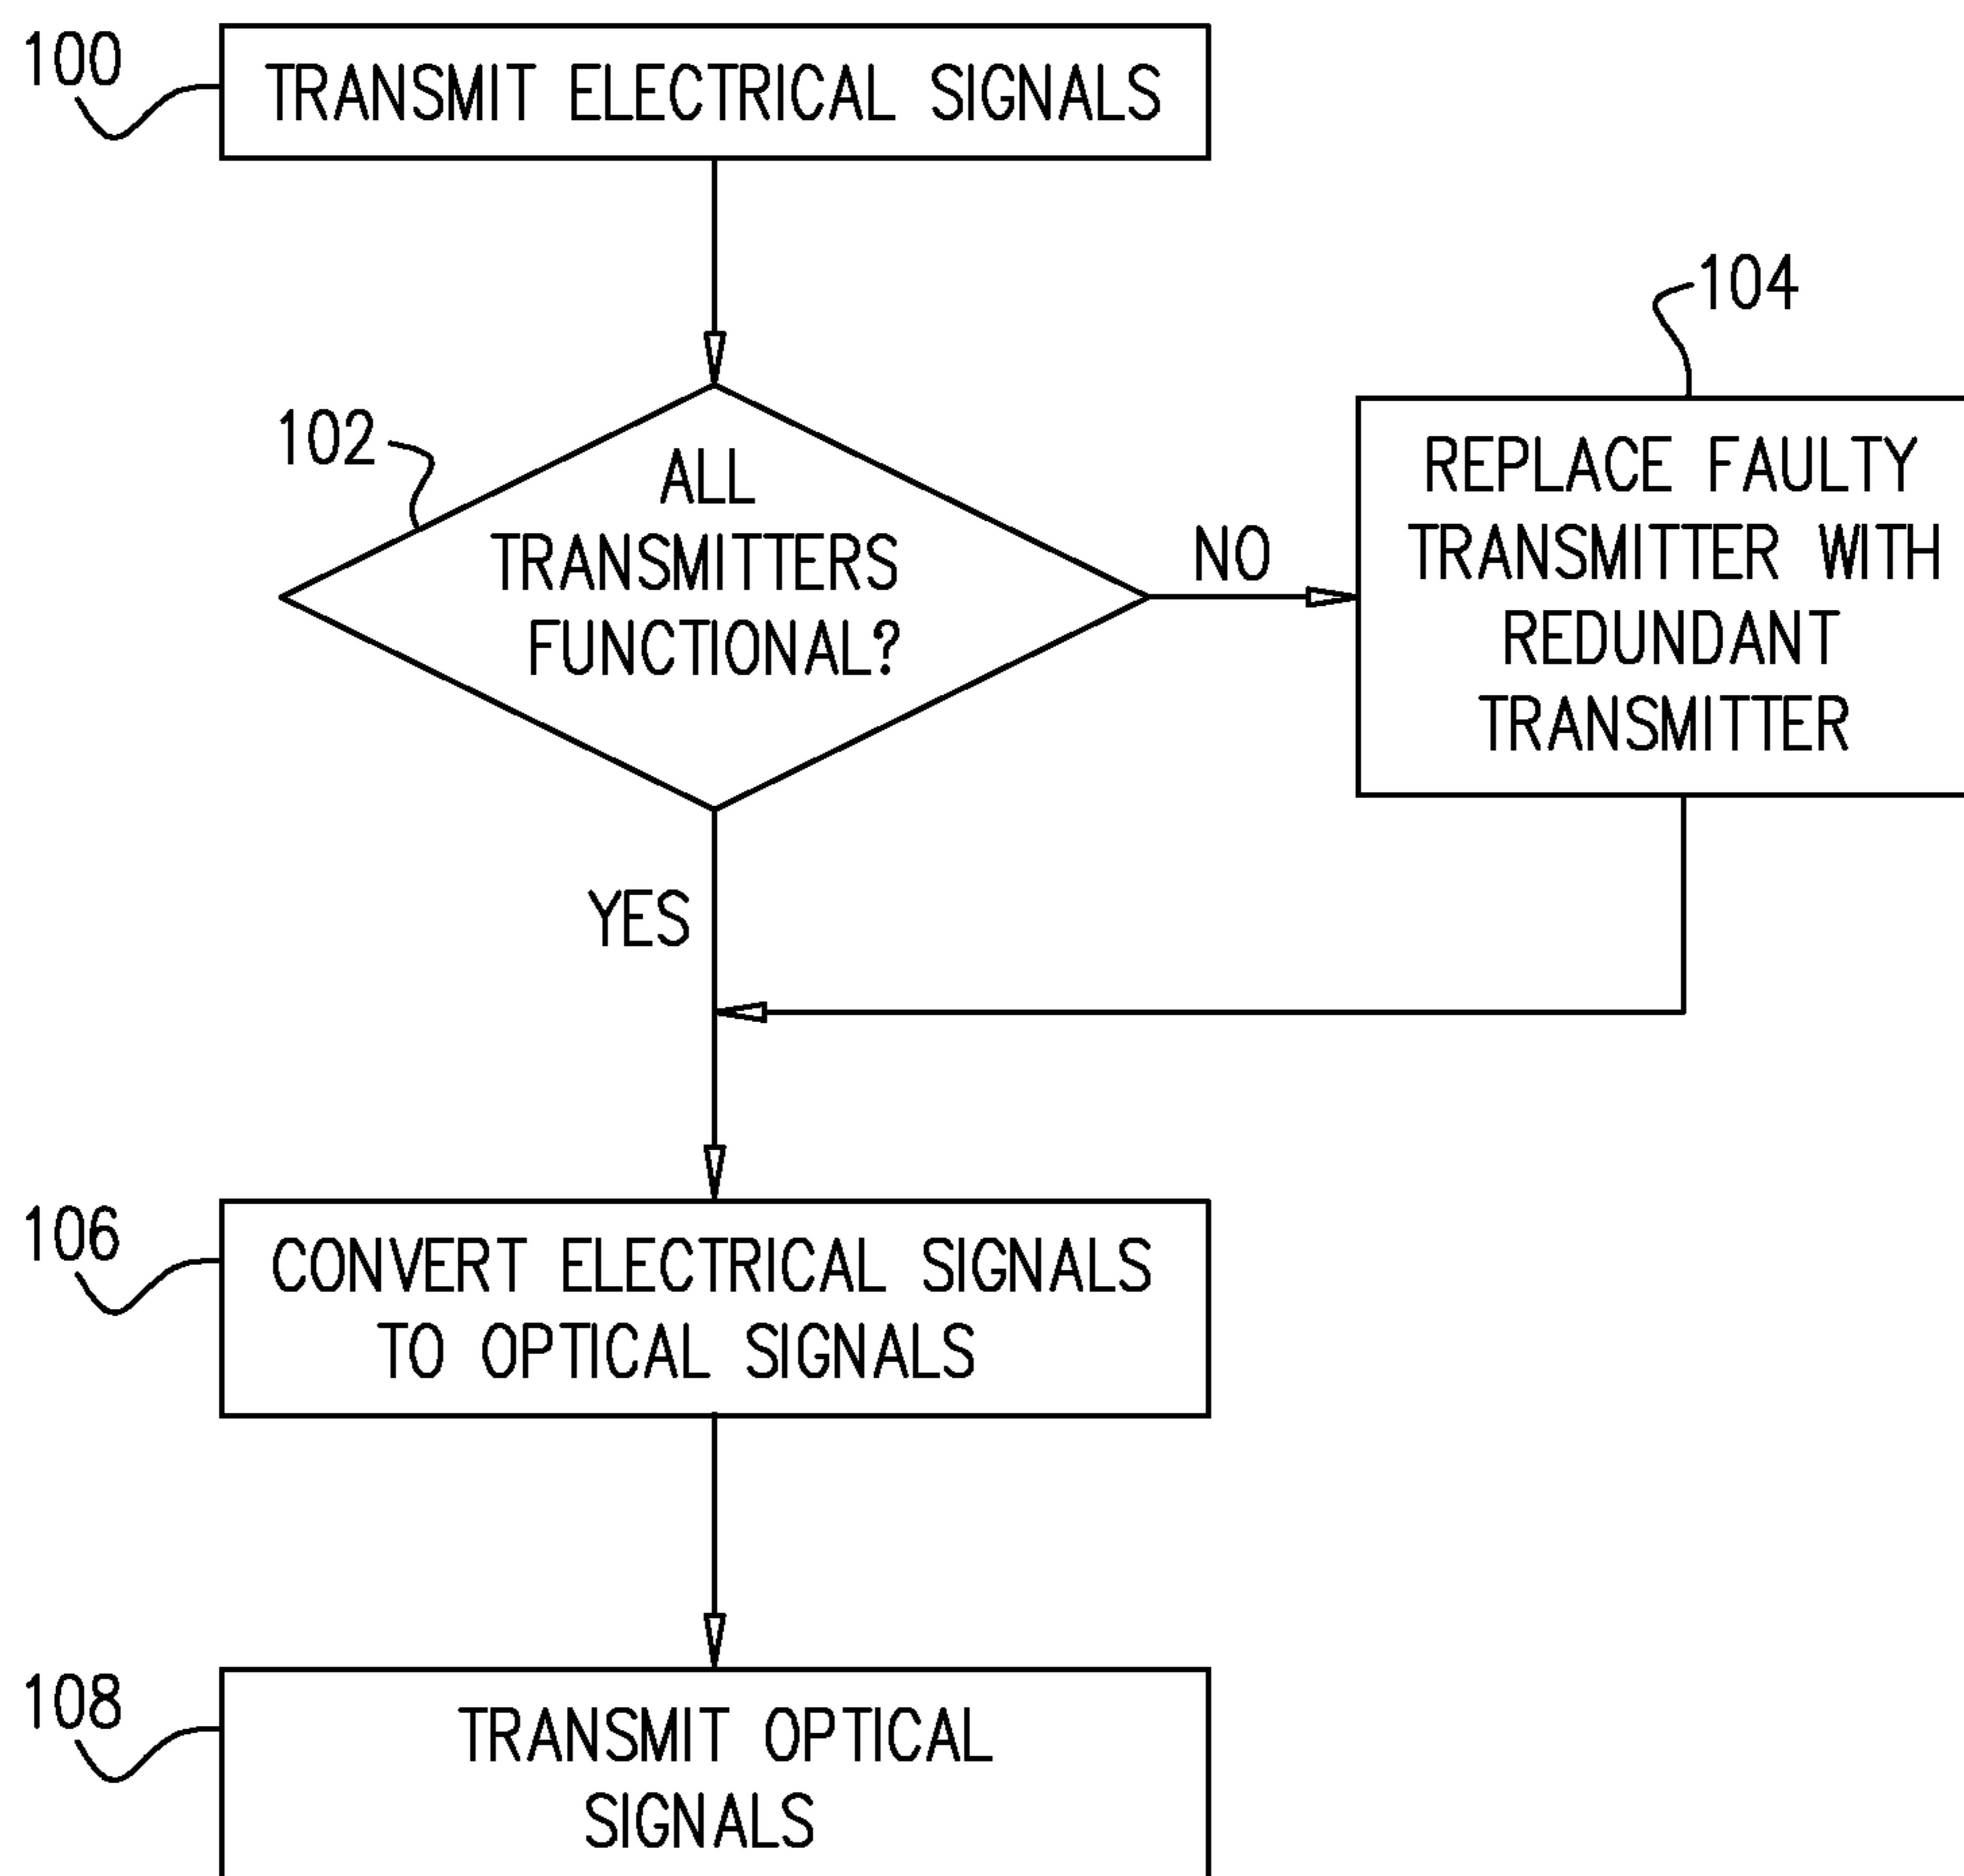 100
TRANSMIT ELECTRICAL SIGNALS
102
ALL
TRANSMITTERS
FUNCTIONAL?
NO
104
REPLACE FAULTY
TRANSMITTER WITH
REDUNDANT
TRANSMITTER
YES
106
CONVERT ELECTRICAL SIGNALS
TO OPTICAL SIGNALS
108
TRANSMIT OPTICAL
SIGNALS